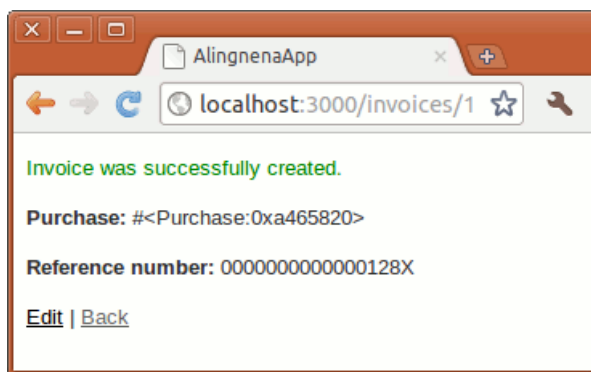 AlingnenaApp
localhost:3000/invoices/1
Invoice was successfully created.
Purchase: #<Purchase:0xa465820>
Reference number: 0000000000000128X
Edit | Back